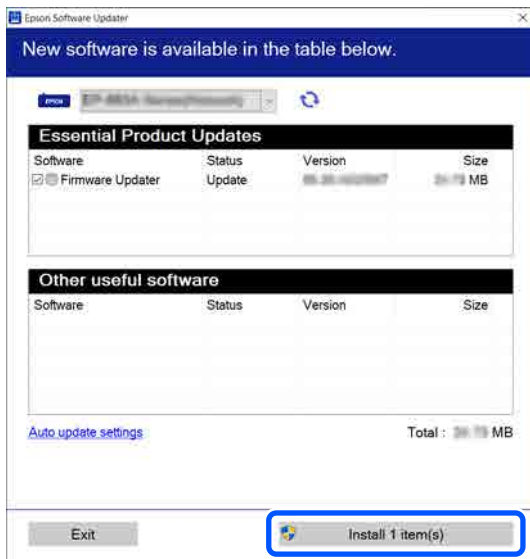 Epson Software Updater
New software is available in the table below.
EPSON
Essential Product Updates
Software Status Version Size
Firmware Updater Update MB
Other useful software
Software Status Version Size
Auto update settings Total : MB
Exit Install 1 item(s)